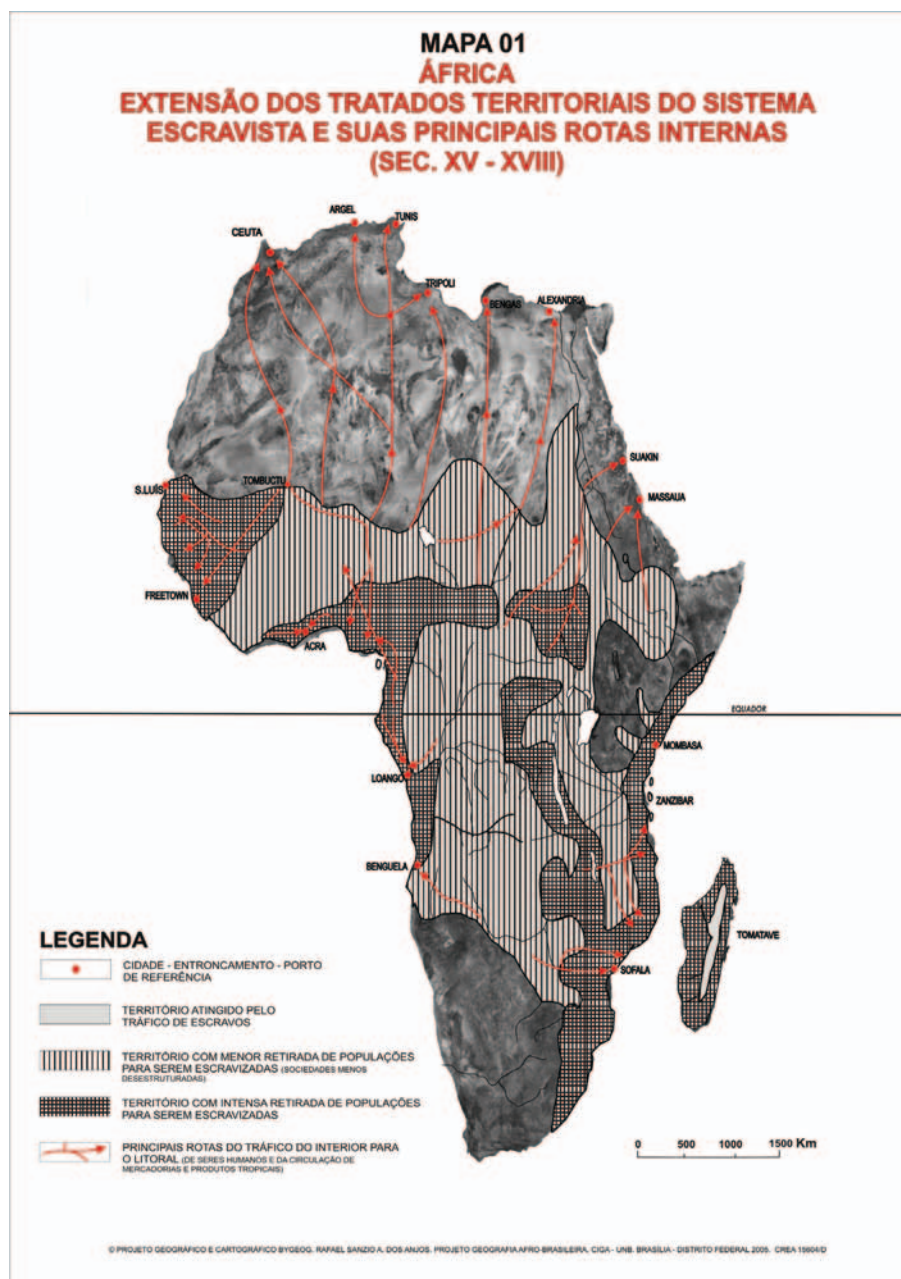 MAPA 01
ÁFRICA
EXTENSÃO DOS TRATADOS TERRITORIAIS DO SISTEMA
ESCRAVISTA E SUAS PRINCIPAIS ROTAS INTERNAS
(SEC. XV - XVIII)
ARGEL
TUNIS
CEUTA
TRIPOLI
BENGAS
ALEXANDRIA
SUAKIN
S.LUÍS
TOMBUCTU
MASSAUA
FREETOWN
ACRA
EQUADOR
MOMBASA
LOANGO
ZANZIBAR
BENGUELA
TOMATAVE
SOFALA
LEGENDA
CIDADE - ENTRONCAMENTO - PORTO
DE REFERÊNCIA
TERRITÓRIO ATINGIDO PELO
TRÁFICO DE ESCRAVOS
TERRITÓRIO COM MENOR RETIRADA DE POPULAÇÕES
PARA SEREM ESCRAVIZADAS (SOCIEDADES MENOS
DESESTRUTURADAS)
TERRITÓRIO COM INTENSA RETIRADA DE POPULAÇÕES
PARA SEREM ESCRAVIZADAS
PRINCIPAIS ROTAS DO TRÁFICO DO INTERIOR PARA
O LITORAL (DE SERES HUMANOS E DA CIRCULAÇÃO DE
MERCADORIAS E PRODUTOS TROPICAIS)
0 500 1000 1500 Km
© PROJETO GEOGRÁFICO E CARTOGRÁFICO BYGEOG. RAFAEL SANZIO A. DOS ANJOS. PROJETO GEOGRAFIA AFRO-BRASILEIRA, CIGA - UNB. BRASÍLIA - DISTRITO FEDERAL 2005. CREA 15604/D